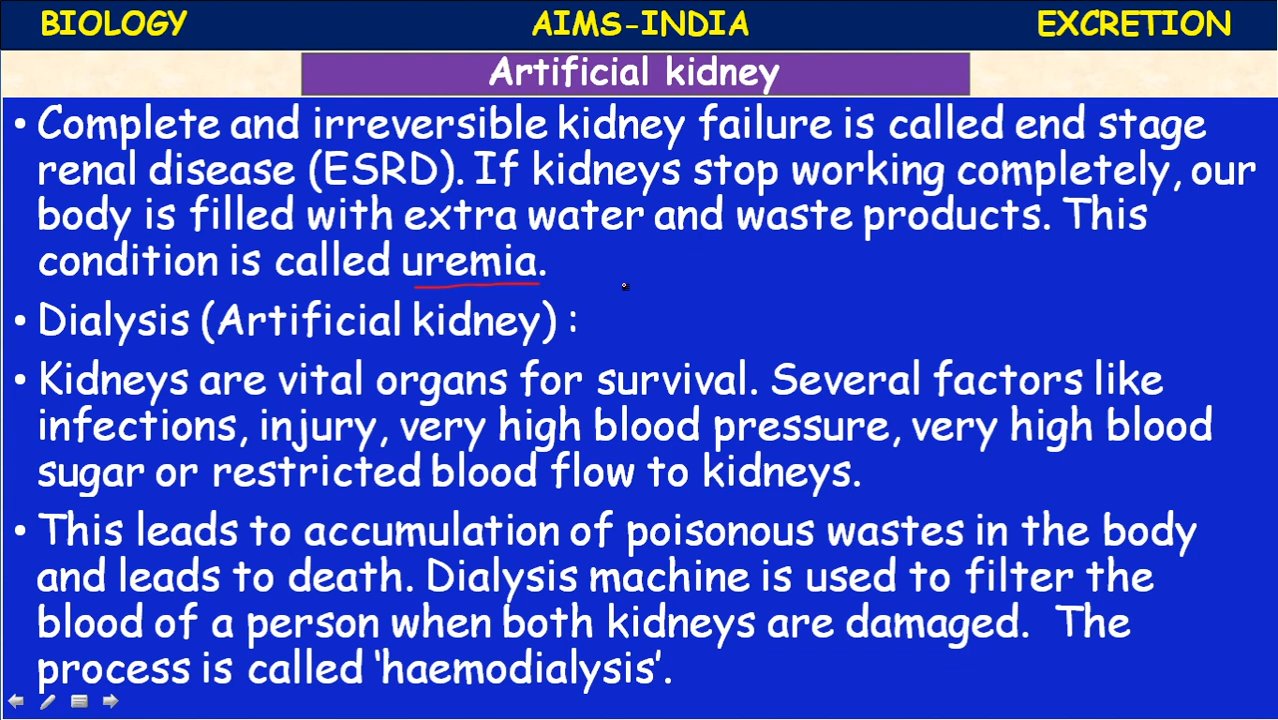 BIOLOGY AIMS-INDIA EXCRETION
Artificial kidney
• Complete and irreversible kidney failure is called end stage
renal disease (ESRD). If kidneys stop working completely, our
body is filled with extra water and waste products. This
condition is called uremia.
• Dialysis (Artificial kidney) :
• Kidneys are vital organs for survival. Several factors like
infections, injury, very high blood pressure, very high blood
sugar or restricted blood flow to kidneys.
• This leads to accumulation of poisonous wastes in the body
and leads to death. Dialysis machine is used to filter the
blood of a person when both kidneys are damaged.  The
process is called ‘haemodialysis’.